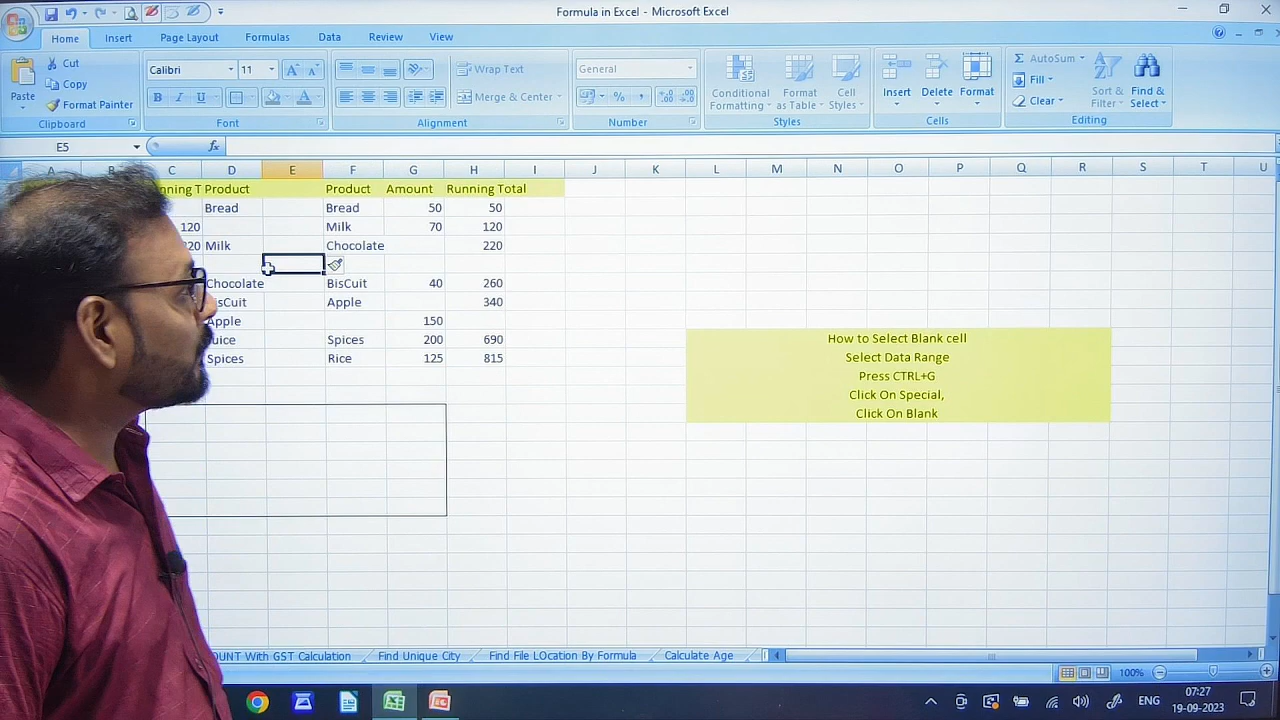 Formula in Excel - Microsoft Excel
Home Insert Page Layout Formulas Data Review View
Paste
Cut
Copy
Format Painter
Clipboard
Calibri 11
B I U A
Font
Wrap Text
Merge & Center
Alignment
General
%
Number
Conditional Formatting
Format as Table
Cell Styles
Styles
Insert Delete Format
Cells
AutoSum
Fill
Clear
Sort & Filter
Find & Select
Editing
E5 fx
D E F G H I J K L M N O P Q R S T U
Product Product Amount Running Total
Bread Bread 50 50
120 Milk 70 120
Milk Chocolate 220
Chocolate BisCuit 40 260
Apple 340
Apple 150
Spices 200 690
Spices Rice 125 815
How to Select Blank cell
Select Data Range
Press CTRL+G
Click On Special,
Click On Blank
With GST Calculation Find Unique City Find File LOcation By Formula Calculate Age
100%
ENG
07:27
19-09-2023